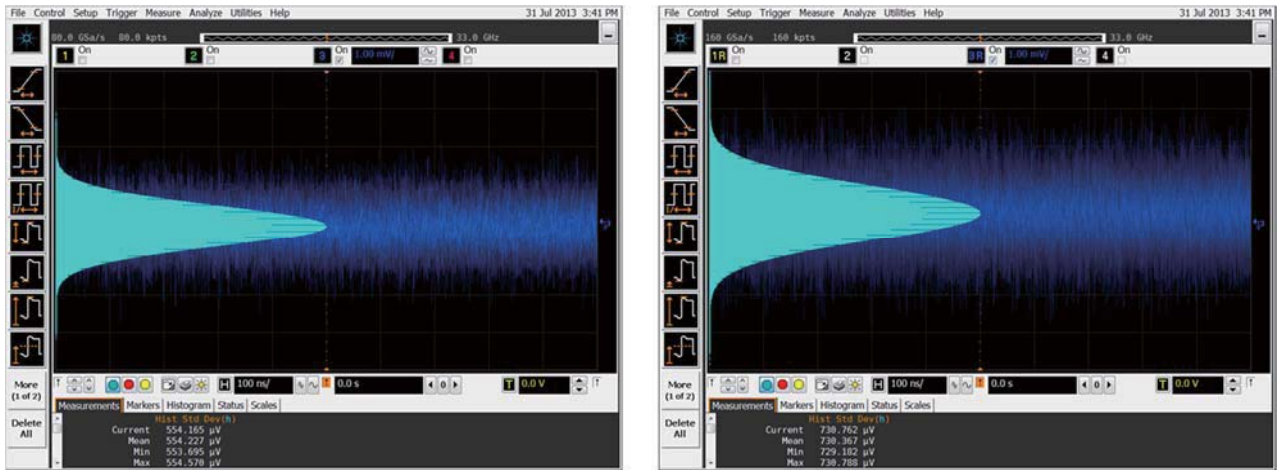 File Control Setup Trigger Measure Analyze Utilities Help 31 Jul 2013 3:41 PM
80.0 GSa/s 80.0 kpts 33.0 GHz
1 On 2 On 3 On 1.00 mV/ 4 On
More
(1 of 2)
Delete
All
H 100 ns/ 0.0 s 0 T 0.0 V
Measurements Markers Histogram Status Scales
Hist Std Dev(h)
Current 554.165 µV
Mean 554.227 µV
Min 553.695 µV
Max 554.570 µV
File Control Setup Trigger Measure Analyze Utilities Help 31 Jul 2013 3:41 PM
160 GSa/s 160 kpts 33.0 GHz
1R On 2 On 3R On 1.00 mV/ 4 On
More
(1 of 2)
Delete
All
H 100 ns/ 0.0 s 0 T 0.0 V
Measurements Markers Histogram Status Scales
Hist Std Dev(h)
Current 730.762 µV
Mean 730.367 µV
Min 729.182 µV
Max 730.788 µV